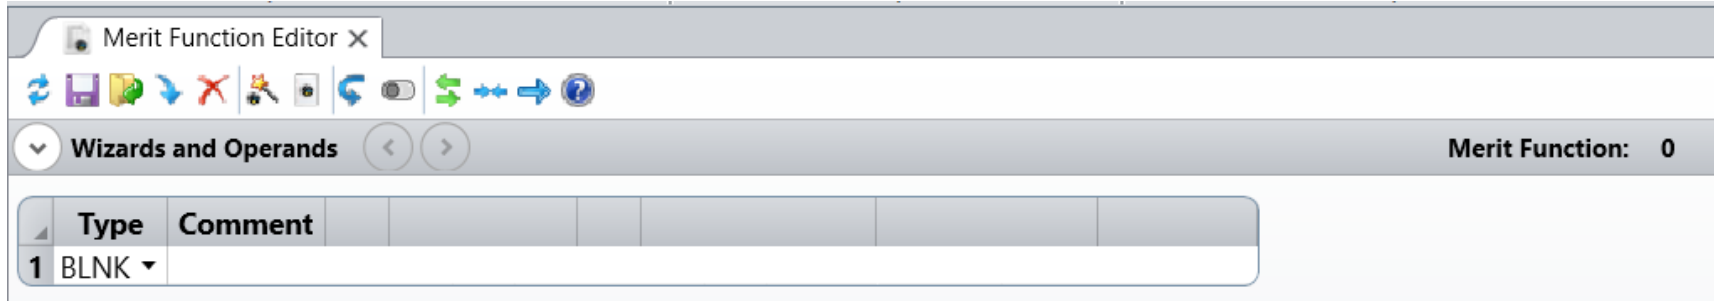 Merit Function Editor
Wizards and Operands Merit Function: 0
Type Comment
1 BLNK